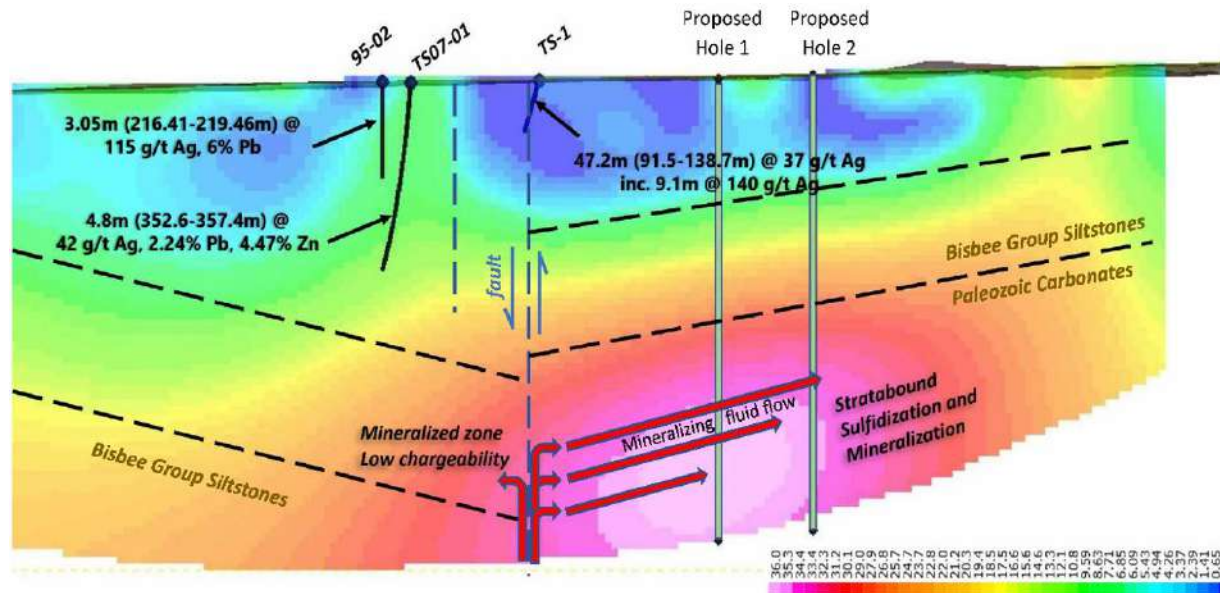 95-02
TS07-01
TS-1
Proposed
Hole 1
Proposed
Hole 2
3.05m (216.41-219.46m) @
115 g/t Ag, 6% Pb
47.2m (91.5-138.7m) @ 37 g/t Ag
inc. 9.1m @ 140 g/t Ag
4.8m (352.6-357.4m) @
42 g/t Ag, 2.24% Pb, 4.47% Zn
fault
Bisbee Group Siltstones
Paleozoic Carbonates
Mineralized zone
Low chargeability
Mineralizing fluid flow
Stratabound
Sulfidization and
Mineralization
Bisbee Group Siltstones
36.0
35.3
34.4
33.4
32.3
31.2
30.1
29.0
27.9
26.8
25.7
24.7
23.7
22.8
22.0
21.2
20.3
19.4
18.5
17.5
16.6
15.6
14.6
13.3
12.1
10.8
9.59
8.63
7.71
6.85
6.09
5.43
4.94
4.26
3.37
2.39
1.41
0.65